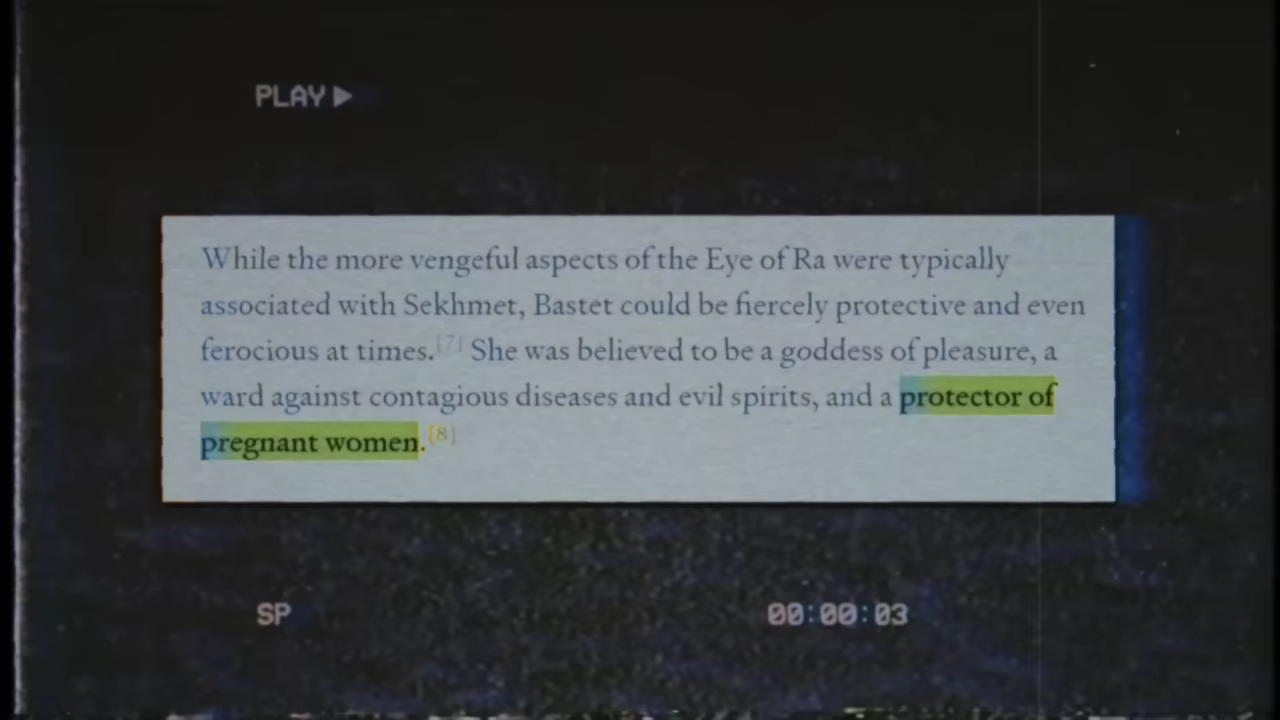 PLAY ▶
While the more vengeful aspects of the Eye of Ra were typically
associated with Sekhmet, Bastet could be fiercely protective and even
ferocious at times.[7] She was believed to be a goddess of pleasure, a
ward against contagious diseases and evil spirits, and a protector of
pregnant women.[8]
SP
00:00:03